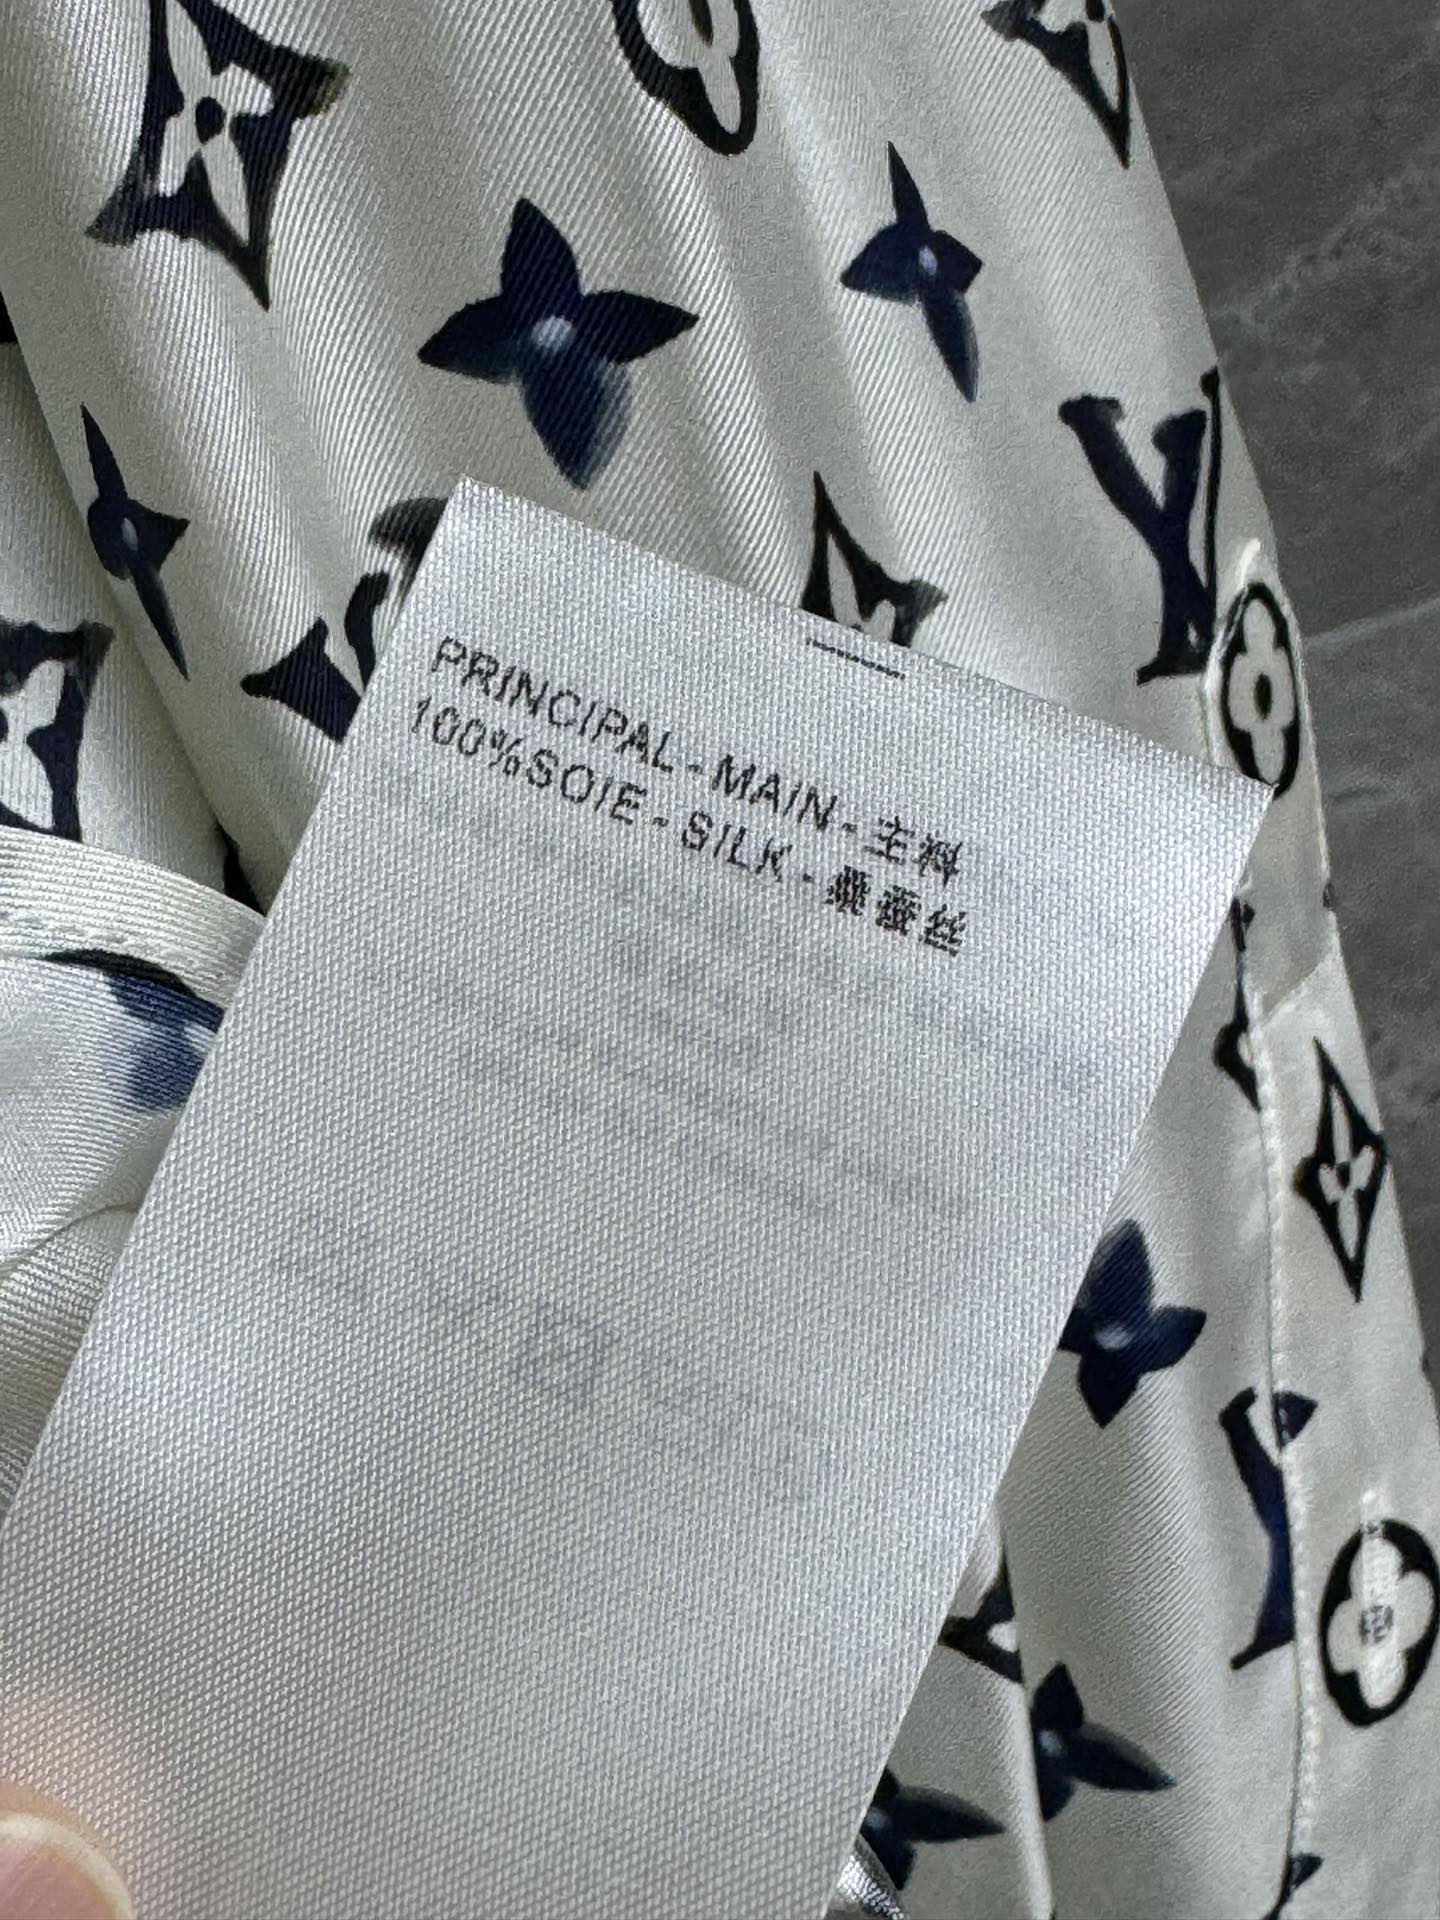 PRINCIPAL - MAIN - 主料
100%SOIE - SILK - 桑蚕丝